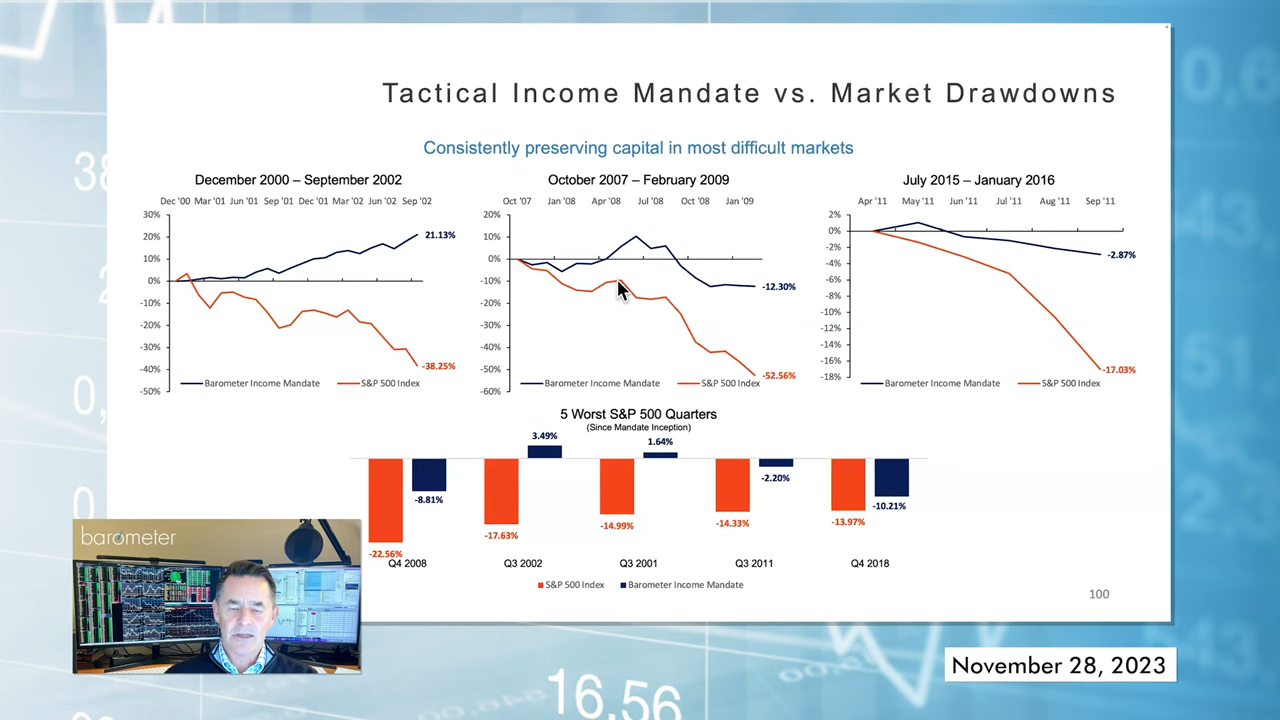 Tactical Income Mandate vs. Market Drawdowns
Consistently preserving capital in most difficult markets
December 2000 – September 2002
Dec '00 Mar '01 Jun '01 Sep '01 Dec '01 Mar '02 Jun '02 Sep '02
30%
20%
10%
0%
-10%
-20%
-30%
-40%
-50%
21.13%
-38.25%
Barometer Income Mandate
S&P 500 Index
October 2007 – February 2009
Oct '07 Jan '08 Apr '08 Jul '08 Oct '08 Jan '09
20%
10%
0%
-10%
-20%
-30%
-40%
-50%
-60%
-12.30%
-52.56%
Barometer Income Mandate
S&P 500 Index
July 2015 – January 2016
Apr '11 May '11 Jun '11 Jul '11 Aug '11 Sep '11
2%
0%
-2%
-4%
-6%
-8%
-10%
-12%
-14%
-16%
-18%
-2.87%
-17.03%
Barometer Income Mandate
S&P 500 Index
5 Worst S&P 500 Quarters
(Since Mandate Inception)
3.49%
1.64%
-8.81%
-2.20%
-10.21%
-22.56%
-17.63%
-14.99%
-14.33%
-13.97%
Q4 2008
Q3 2002
Q3 2001
Q3 2011
Q4 2018
S&P 500 Index
Barometer Income Mandate
100
barometer
November 28, 2023
16.56